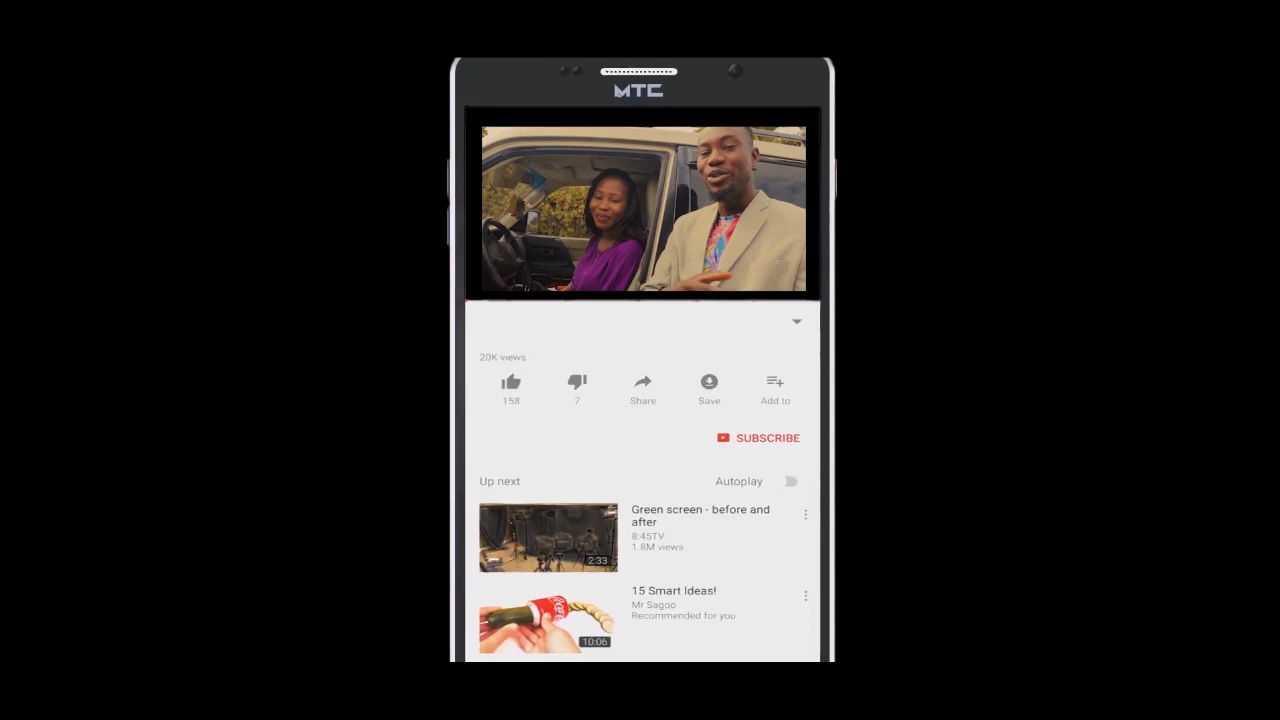 MTC
20K views
158
7
Share
Save
Add to
SUBSCRIBE
Up next
Autoplay
Green screen - before and
after
8:45TV
1.8M views
2:33
15 Smart Ideas!
Mr Sagoo
Recommended for you
10:06